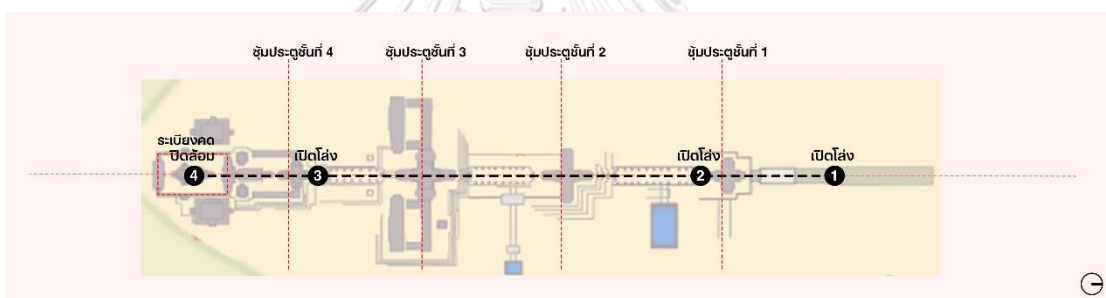 ซุ้มประตูชั้นที่ 4
ซุ้มประตูชั้นที่ 3
ซุ้มประตูชั้นที่ 2
ซุ้มประตูชั้นที่ 1
ระเบียงคด
ปิดล้อม
เปิดโล่ง
เปิดโล่ง
เปิดโล่ง
4
3
2
1